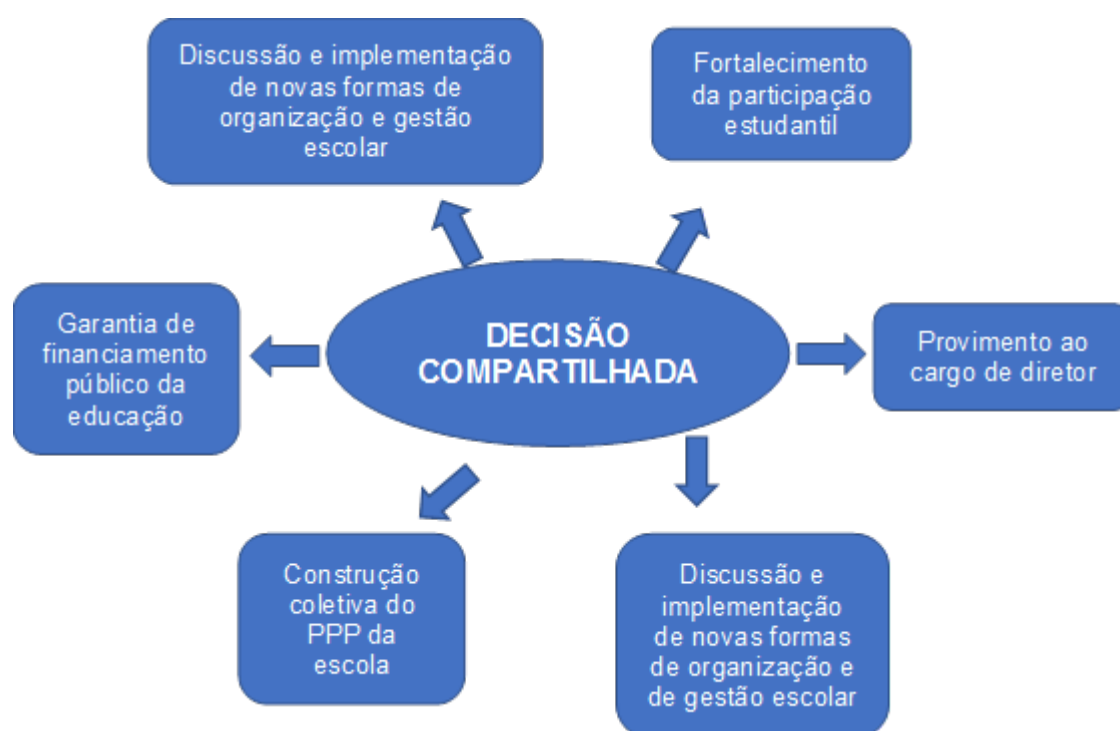 Discussão e implementação
de novas formas de
organização e gestão
escolar
Fortalecimento
da participação
estudantil
Garantia de
financiamento
público da
educação
DECISÃO
COMPARTILHADA
Provimento ao
cargo de diretor
Construção
coletiva do
PPP da
escola
Discussão e
implementação
de novas formas
de organização e
de gestão escolar